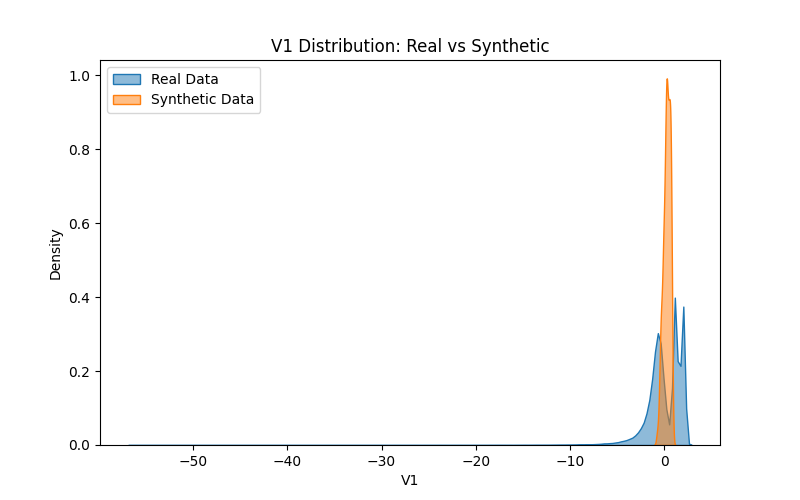 V1 Distribution: Real vs Synthetic
Real Data
Synthetic Data
1.0
0.8
0.6
0.4
0.2
0.0
Density
−50
−40
−30
−20
−10
0
V1